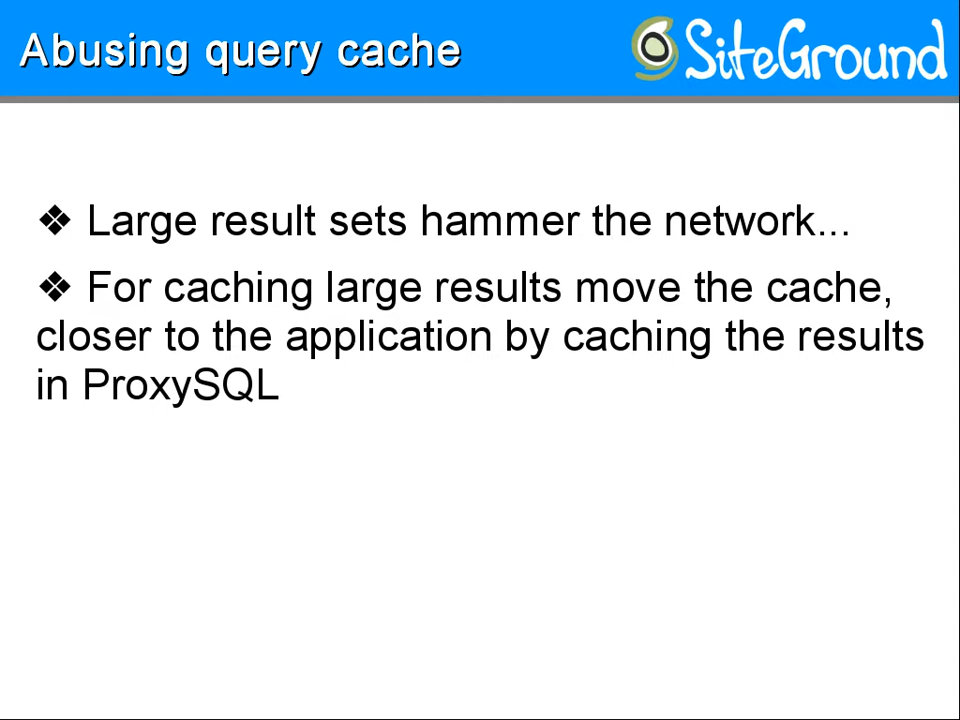 Abusing query cache
SiteGround
❖ Large result sets hammer the network...
❖ For caching large results move the cache,
closer to the application by caching the results
in ProxySQL